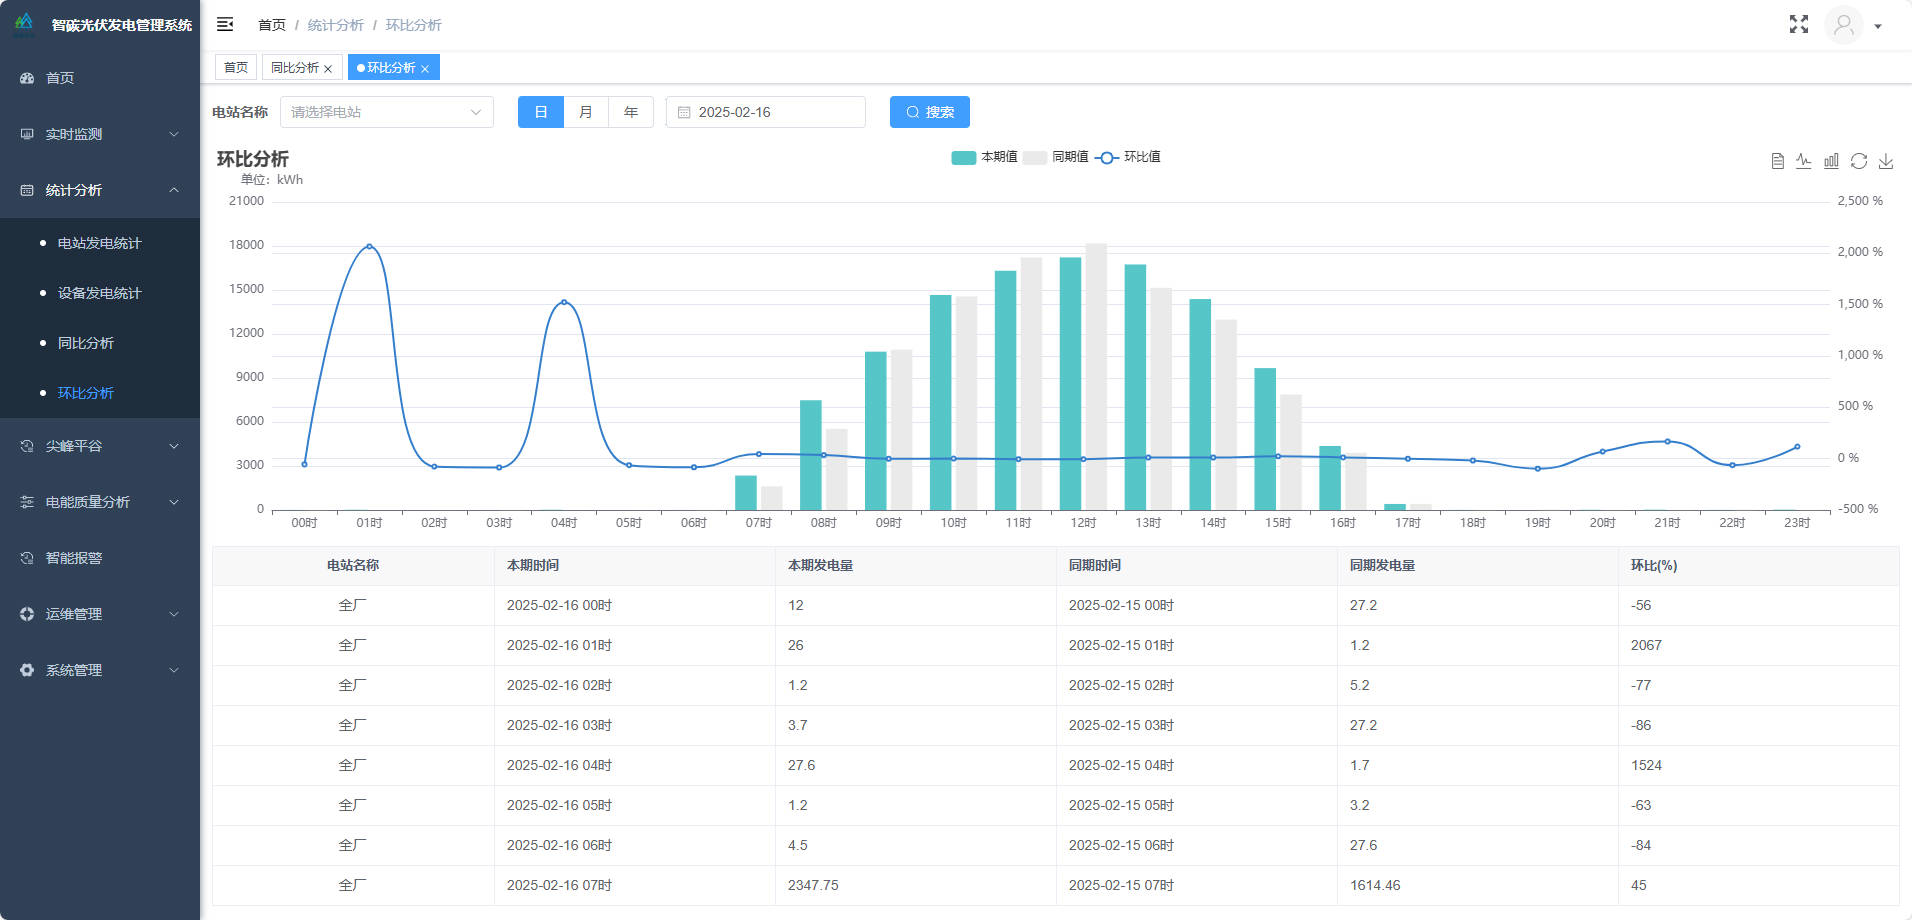 智碳光伏发电管理系统
首页
实时监测
统计分析
电站发电统计
设备发电统计
同比分析
环比分析
尖峰平谷
电能质量分析
智能报警
运维管理
系统管理
首页 / 统计分析 / 环比分析
首页 同比分析 × 环比分析 ×
电站名称 请选择电站 日 月 年 2025-02-16 搜索
环比分析
本期值 同期值 环比值
单位：kWh
21000
18000
15000
12000
9000
6000
3000
0
2,500 %
2,000 %
1,500 %
1,000 %
500 %
0 %
-500 %
00时 01时 02时 03时 04时 05时 06时 07时 08时 09时 10时 11时 12时 13时 14时 15时 16时 17时 18时 19时 20时 21时 22时 23时
电站名称 本期时间 本期发电量 同期时间 同期发电量 环比(%)
全厂 2025-02-16 00时 12 2025-02-15 00时 27.2 -56
全厂 2025-02-16 01时 26 2025-02-15 01时 1.2 2067
全厂 2025-02-16 02时 1.2 2025-02-15 02时 5.2 -77
全厂 2025-02-16 03时 3.7 2025-02-15 03时 27.2 -86
全厂 2025-02-16 04时 27.6 2025-02-15 04时 1.7 1524
全厂 2025-02-16 05时 1.2 2025-02-15 05时 3.2 -63
全厂 2025-02-16 06时 4.5 2025-02-15 06时 27.6 -84
全厂 2025-02-16 07时 2347.75 2025-02-15 07时 1614.46 45